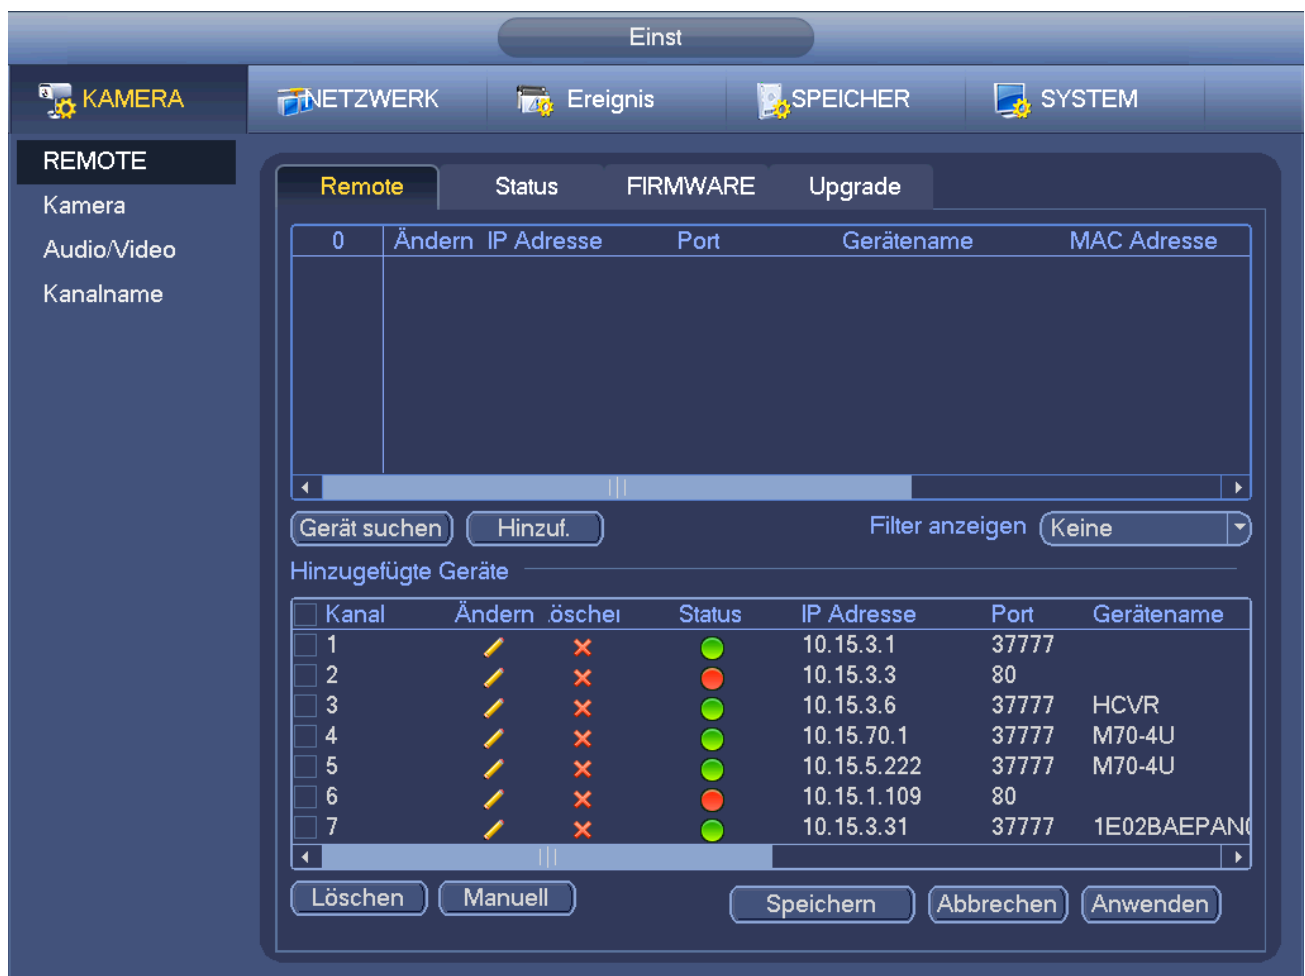 Einst
KAMERA NETZWERK Ereignis SPEICHER SYSTEM
REMOTE
Kamera
Audio/Video
Kanalname
Remote Status FIRMWARE Upgrade
0 Ändern IP Adresse Port Gerätename MAC Adresse
Gerät suchen Hinzuf. Filter anzeigen Keine
Hinzugefügte Geräte
Kanal Ändern öschen Status IP Adresse Port Gerätename
1 10.15.3.1 37777
2 10.15.3.3 80
3 10.15.3.6 37777 HCVR
4 10.15.70.1 37777 M70-4U
5 10.15.5.222 37777 M70-4U
6 10.15.1.109 80
7 10.15.3.31 37777 1E02BAEPAN0
Löschen Manuell Speichern Abbrechen Anwenden